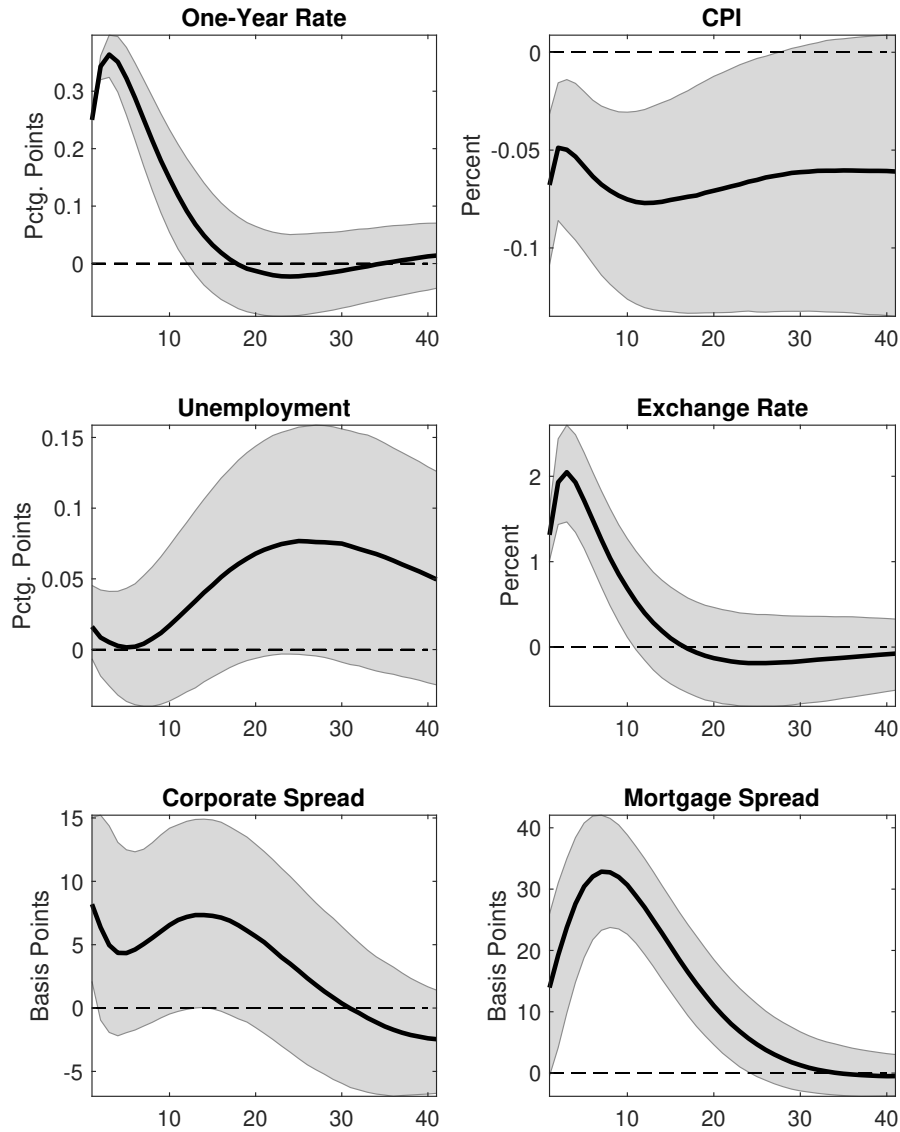 One-Year Rate
Pctg. Points
0.3
0.2
0.1
0
10 20 30 40
CPI
Percent
0
-0.05
-0.1
10 20 30 40
Unemployment
Pctg. Points
0.15
0.1
0.05
0
10 20 30 40
Exchange Rate
Percent
2
1
0
10 20 30 40
Corporate Spread
Basis Points
15
10
5
0
-5
10 20 30 40
Mortgage Spread
Basis Points
40
30
20
10
0
10 20 30 40